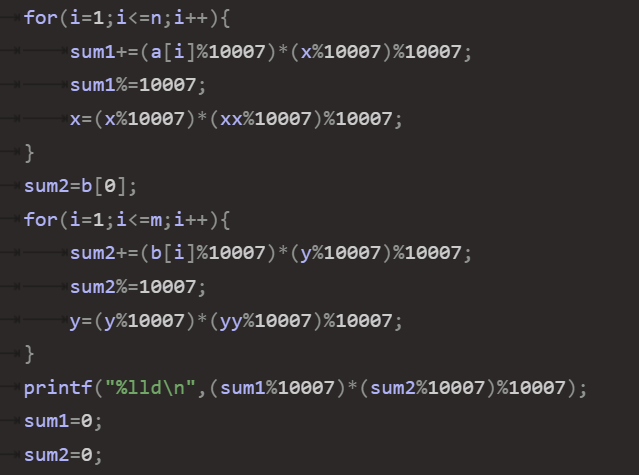 for(i=1;i<=n;i++){
sum1+=(a[i]%10007)*(x%10007)%10007;
sum1%=10007;
x=(x%10007)*(xx%10007)%10007;
}
sum2=b[0];
for(i=1;i<=m;i++){
sum2+=(b[i]%10007)*(y%10007)%10007;
sum2%=10007;
y=(y%10007)*(yy%10007)%10007;
}
printf("%lld\n",(sum1%10007)*(sum2%10007)%10007);
sum1=0;
sum2=0;